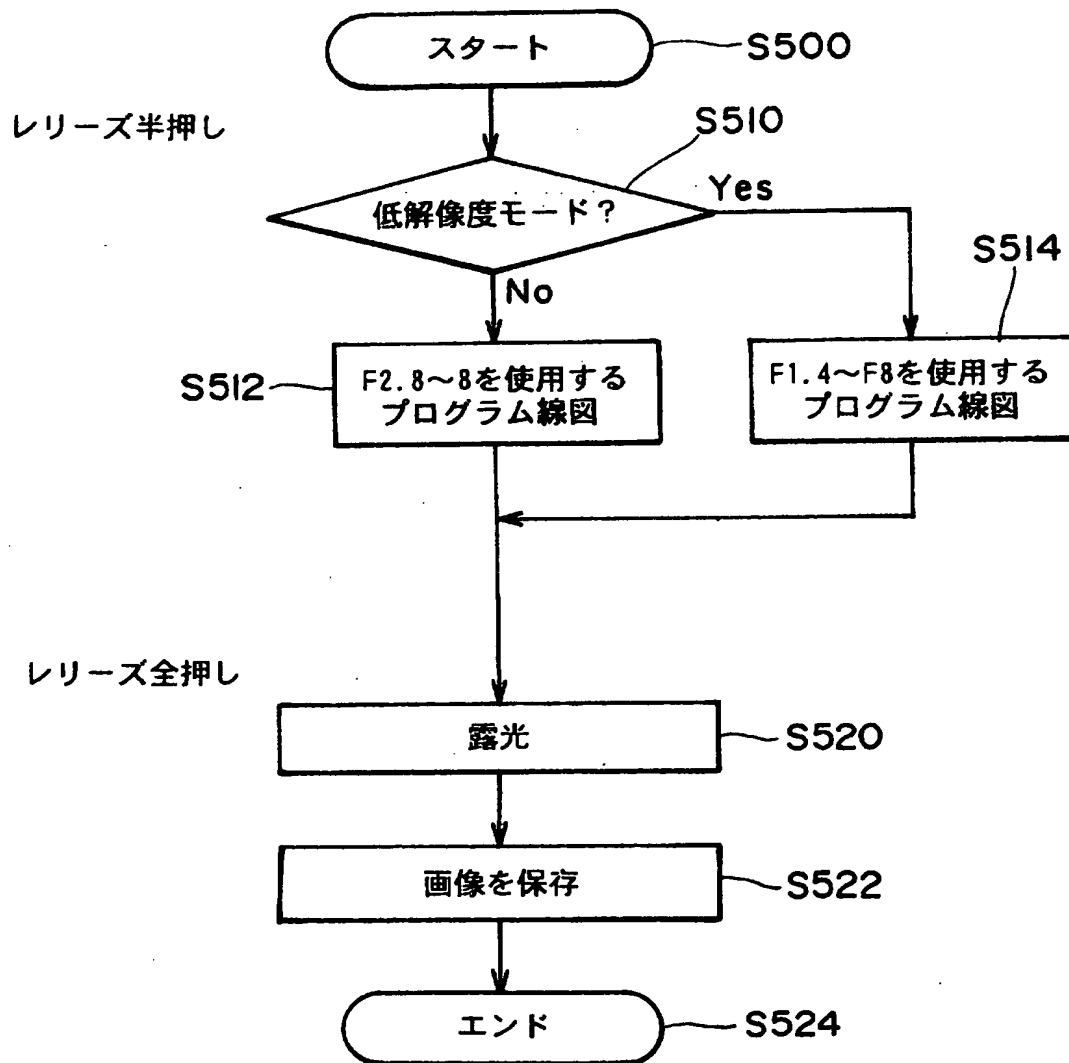 スタート
S500
レリーズ半押し
S510
低解像度モード?
Yes
No
S514
S512
F2.8～8を使用する
プログラム線図
F1.4～F8を使用する
プログラム線図
レリーズ全押し
露光
S520
画像を保存
S522
エンド
S524